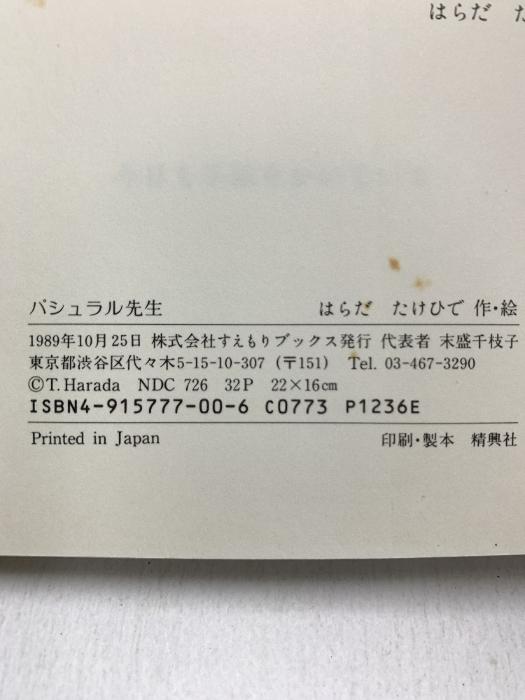 はらだ た
パシュラル先生 はらだ たけひで 作・絵
1989年10月25日 株式会社すえもりブックス発行 代表者 末盛千枝子
東京都渋谷区代々木5-15-10-307 (〒151) Tel. 03-467-3290
©T. Harada NDC 726 32P 22×16cm
ISBN4-915777-00-6 C0773 P1236E
Printed in Japan 印刷・製本 精興社